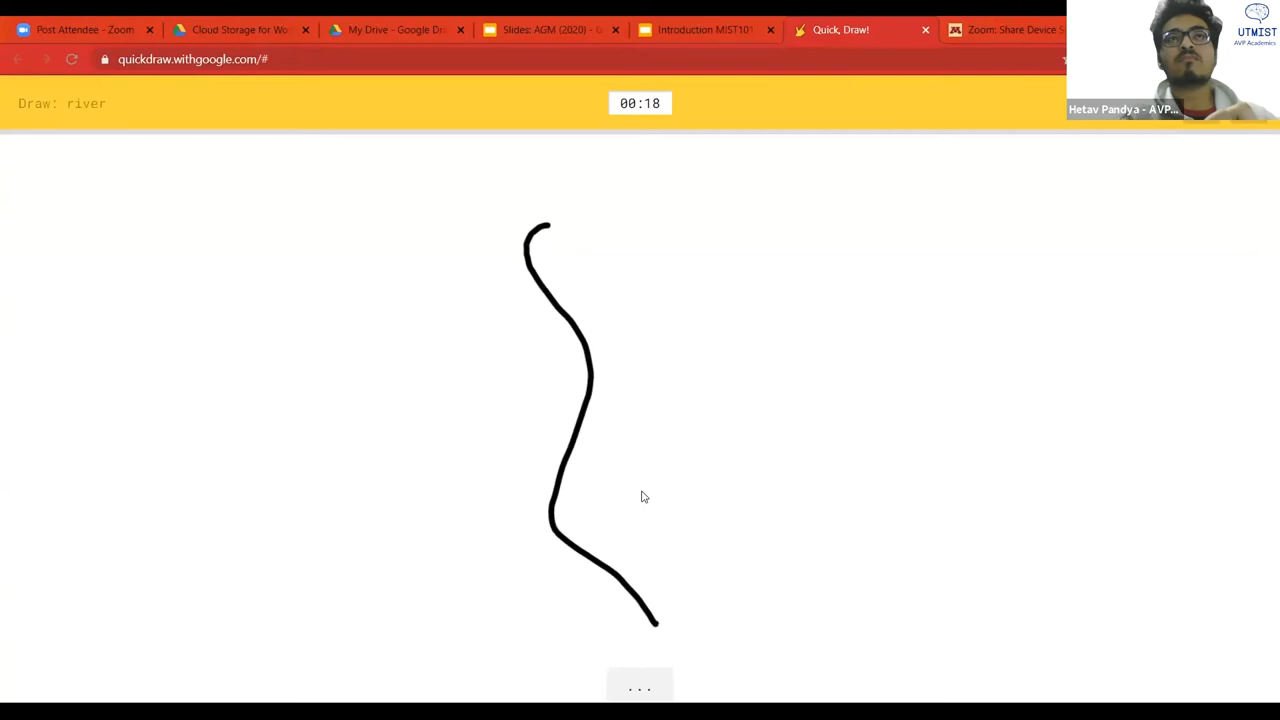 Post Attendee - Zoom
Cloud Storage for Wo
My Drive - Google Dri
Slides: AGM (2020) - G
Introduction MIST101
Quick, Draw!
Zoom: Share Device S
quickdraw.withgoogle.com/#
UTMIST
AVP Academics
Draw: river
00:18
Hetav Pandya - AVP...
...